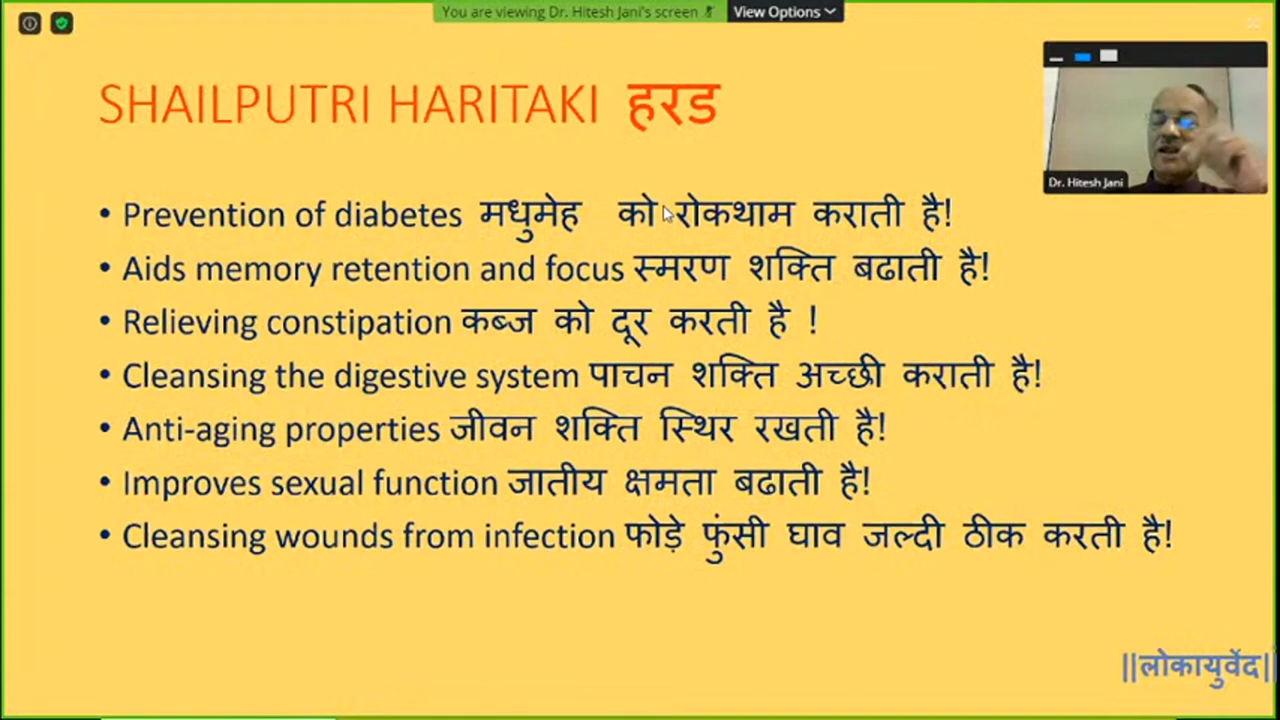 You are viewing Dr. Hitesh Jani's screen
View Options
SHAILPUTRI HARITAKI हरड
Dr. Hitesh Jani
• Prevention of diabetes मधुमेह को रोकथाम कराती है!
• Aids memory retention and focus स्मरण शक्ति बढाती है!
• Relieving constipation कब्ज को दूर करती है !
• Cleansing the digestive system पाचन शक्ति अच्छी कराती है!
• Anti-aging properties जीवन शक्ति स्थिर रखती है!
• Improves sexual function जातीय क्षमता बढाती है!
• Cleansing wounds from infection फोड़े फुंसी घाव जल्दी ठीक करती है!
||लोकायुर्वेद||